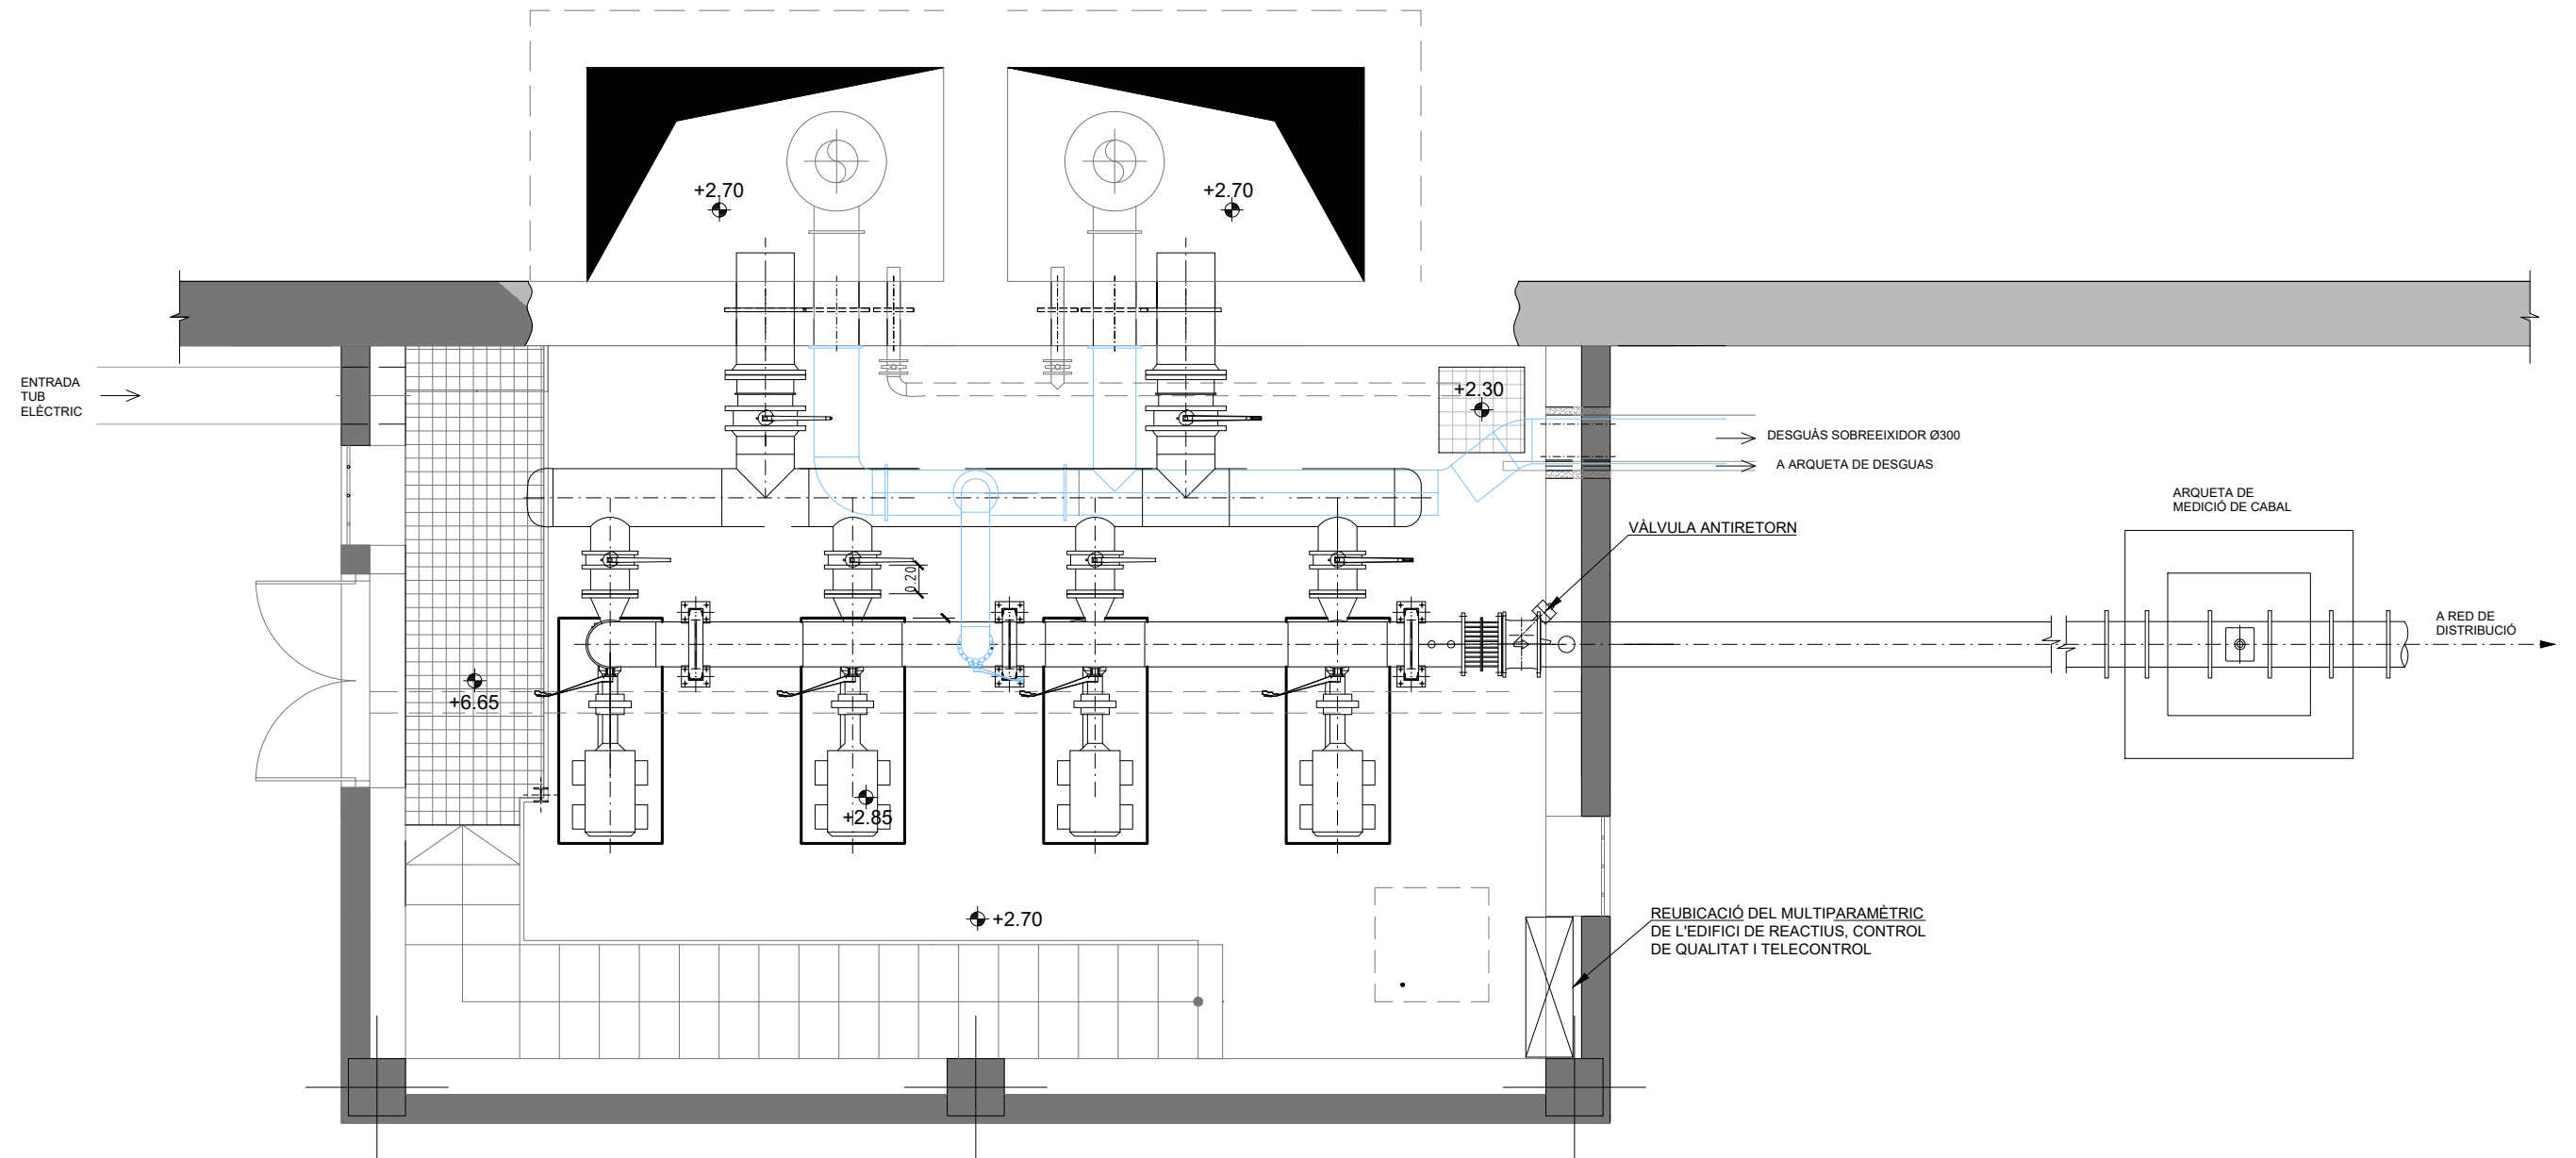 +2.70
+2.70
ENTRADA
TUB
ELÈCTRIC
+2.30
DESGUÀS SOBREEIXIDOR Ø300
A ARQUETA DE DESGUAS
ARQUETA DE
MEDICIÓ DE CABAL
VÀLVULA ANTIRETORN
0.20
A RED DE
DISTRIBUCIÓ
+6.65
+2.85
+2.70
REUBICACIÓ DEL MULTIPARAMÈTRIC
DE L'EDIFICI DE REACTIUS, CONTROL
DE QUALITAT I TELECONTROL